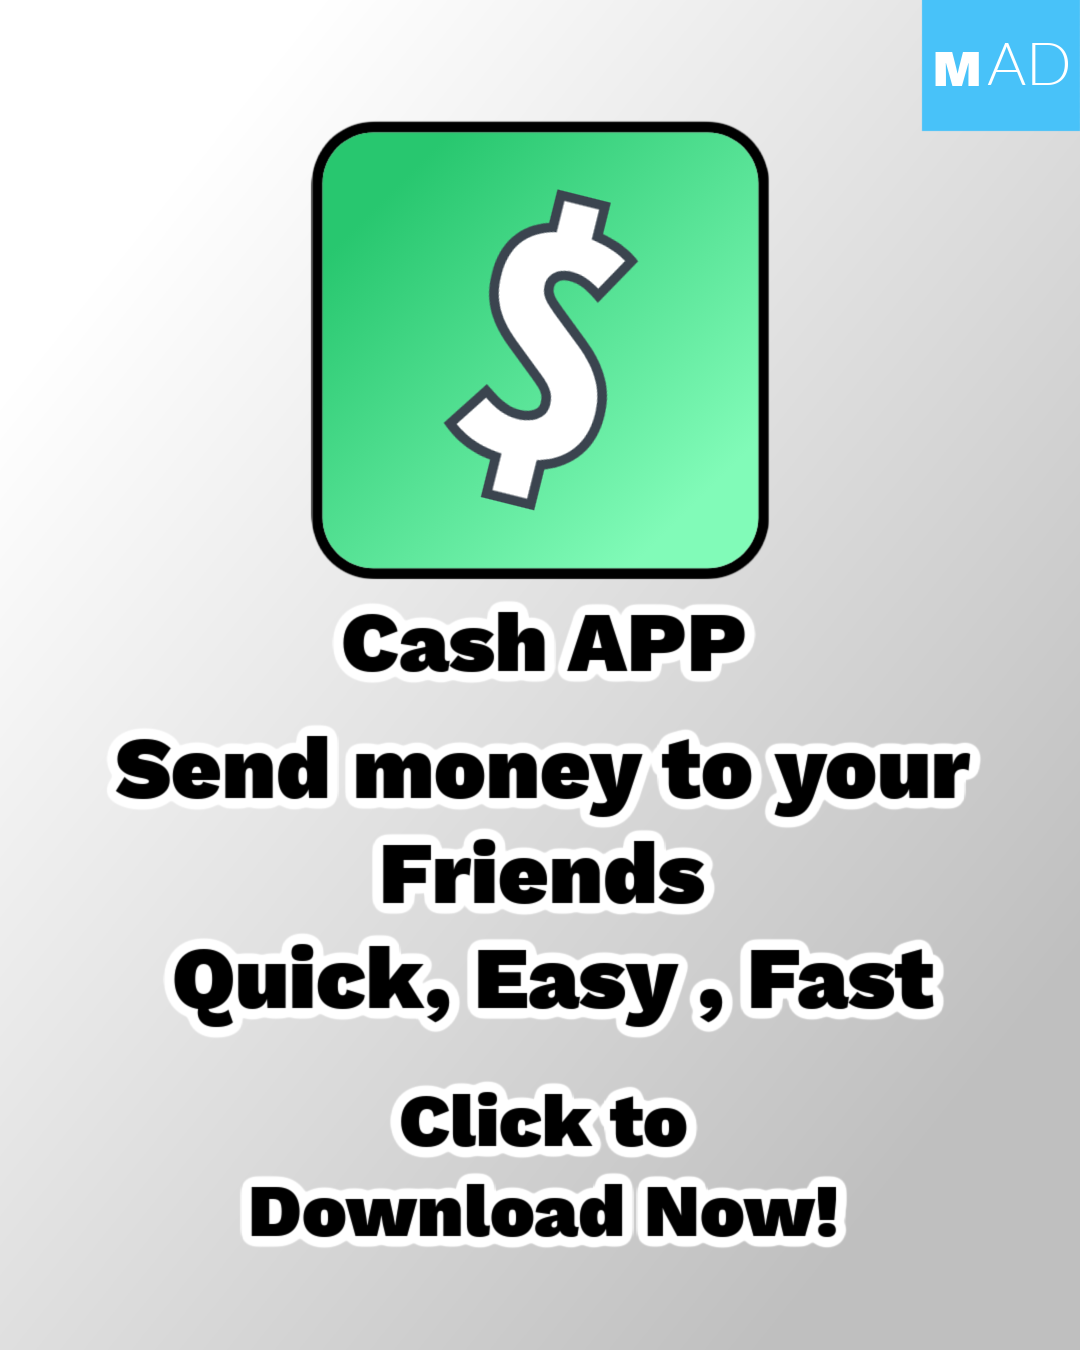 MAD
$
Cash APP
Send money to your
Friends
Quick, Easy , Fast
Click to
Download Now!